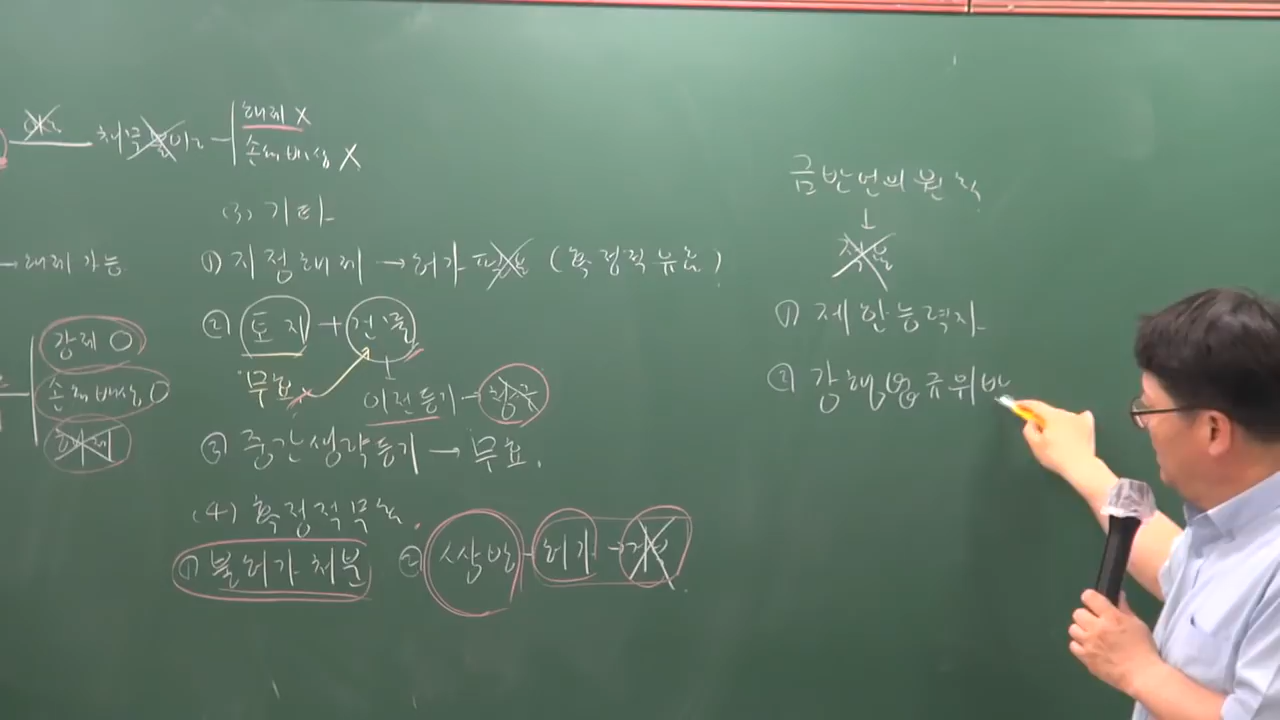 채무불이행
해제 X
손해배상 X
(3) 기타
→ 해제 가능
① 지정해제 → 허가 필요 (확정적 유효)
강제 O
손해배상 O
해제
② 토지 + 건물
무효
이전등기 - 청구
③ 중간생략등기 → 무효.
(4) 확정적 무효.
① 불허가 처분 ② 쌍방 - 허가 →
금반언의 원칙
↓
적용
① 제한능력자
② 강행법규위반